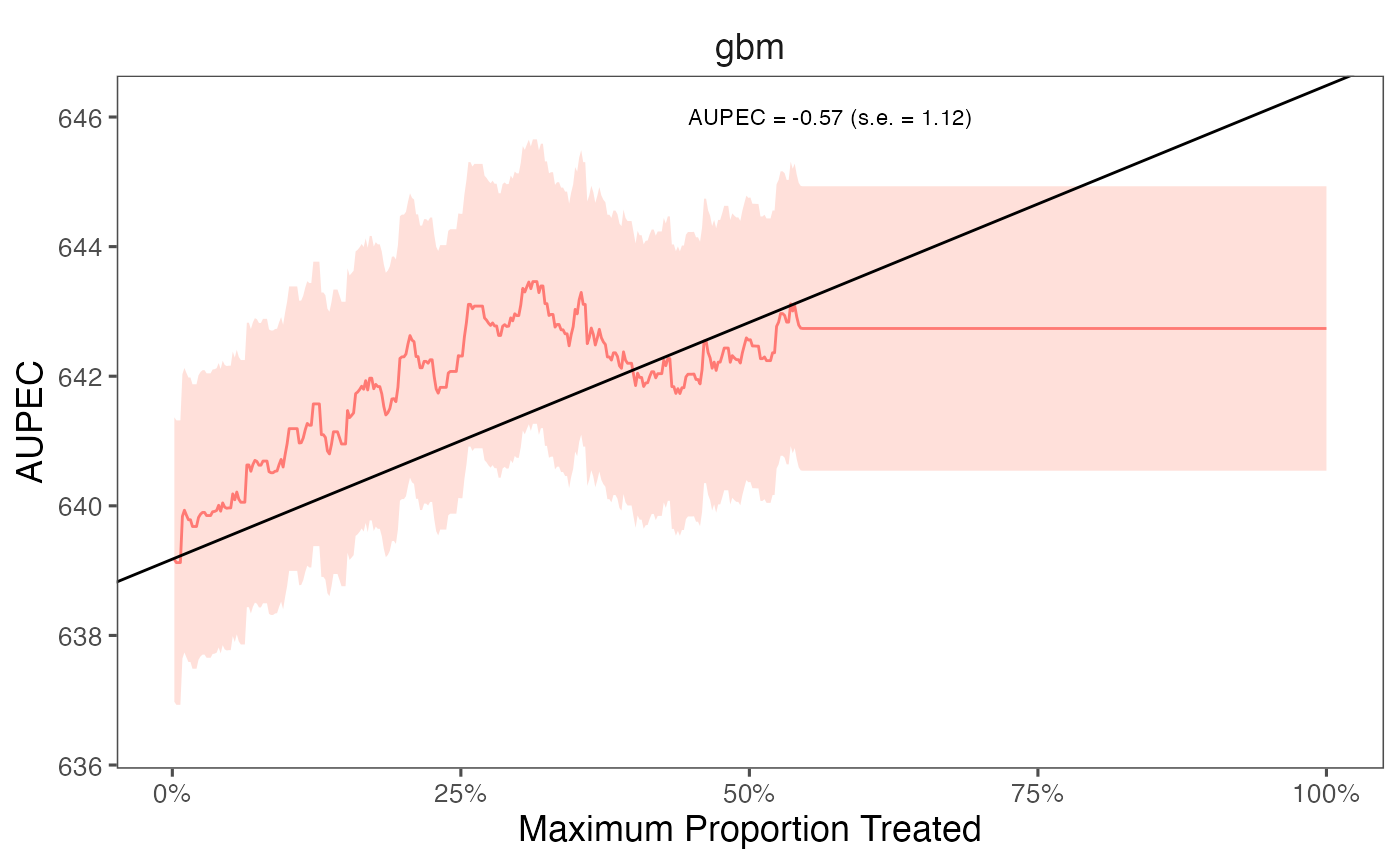 gbm
AUPEC = -0.57 (s.e. = 1.12)
646
644
642
640
638
636
AUPEC
0% 25% 50% 75% 100%
Maximum Proportion Treated